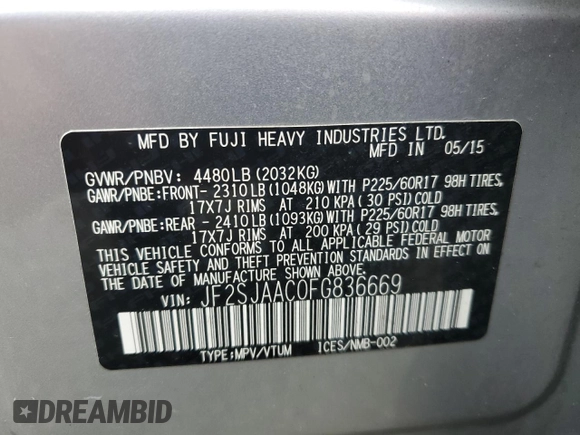 MFD BY FUJI HEAVY INDUSTRIES LTD.
MFD IN 05/15
GVWR/PNBV: 4480LB (2032KG)
GAWR/PNBE:FRONT- 2310LB (1048KG)WITH P225/60R17 98H TIRES,
17X7J RIMS AT 210 KPA ( 30 PSI)COLD
GAWR/PNBE:REAR - 2410LB (1093KG)WITH P225/60R17 98H TIRES,
17X7J RIMS AT 200 KPA ( 29 PSI)COLD
THIS VEHICLE CONFORMS TO ALL APPLICABLE FEDERAL MOTOR
VEHICLE SAFETY AND THEFT PREVENTION STANDARDS IN EFFECT ON
THE DATE OF MANUFACTURE SHOWN ABOVE.
VIN: JF2SJAAC0FG836669
TYPE:MPV/VTUM ICES/NMB-002
DREAMBID